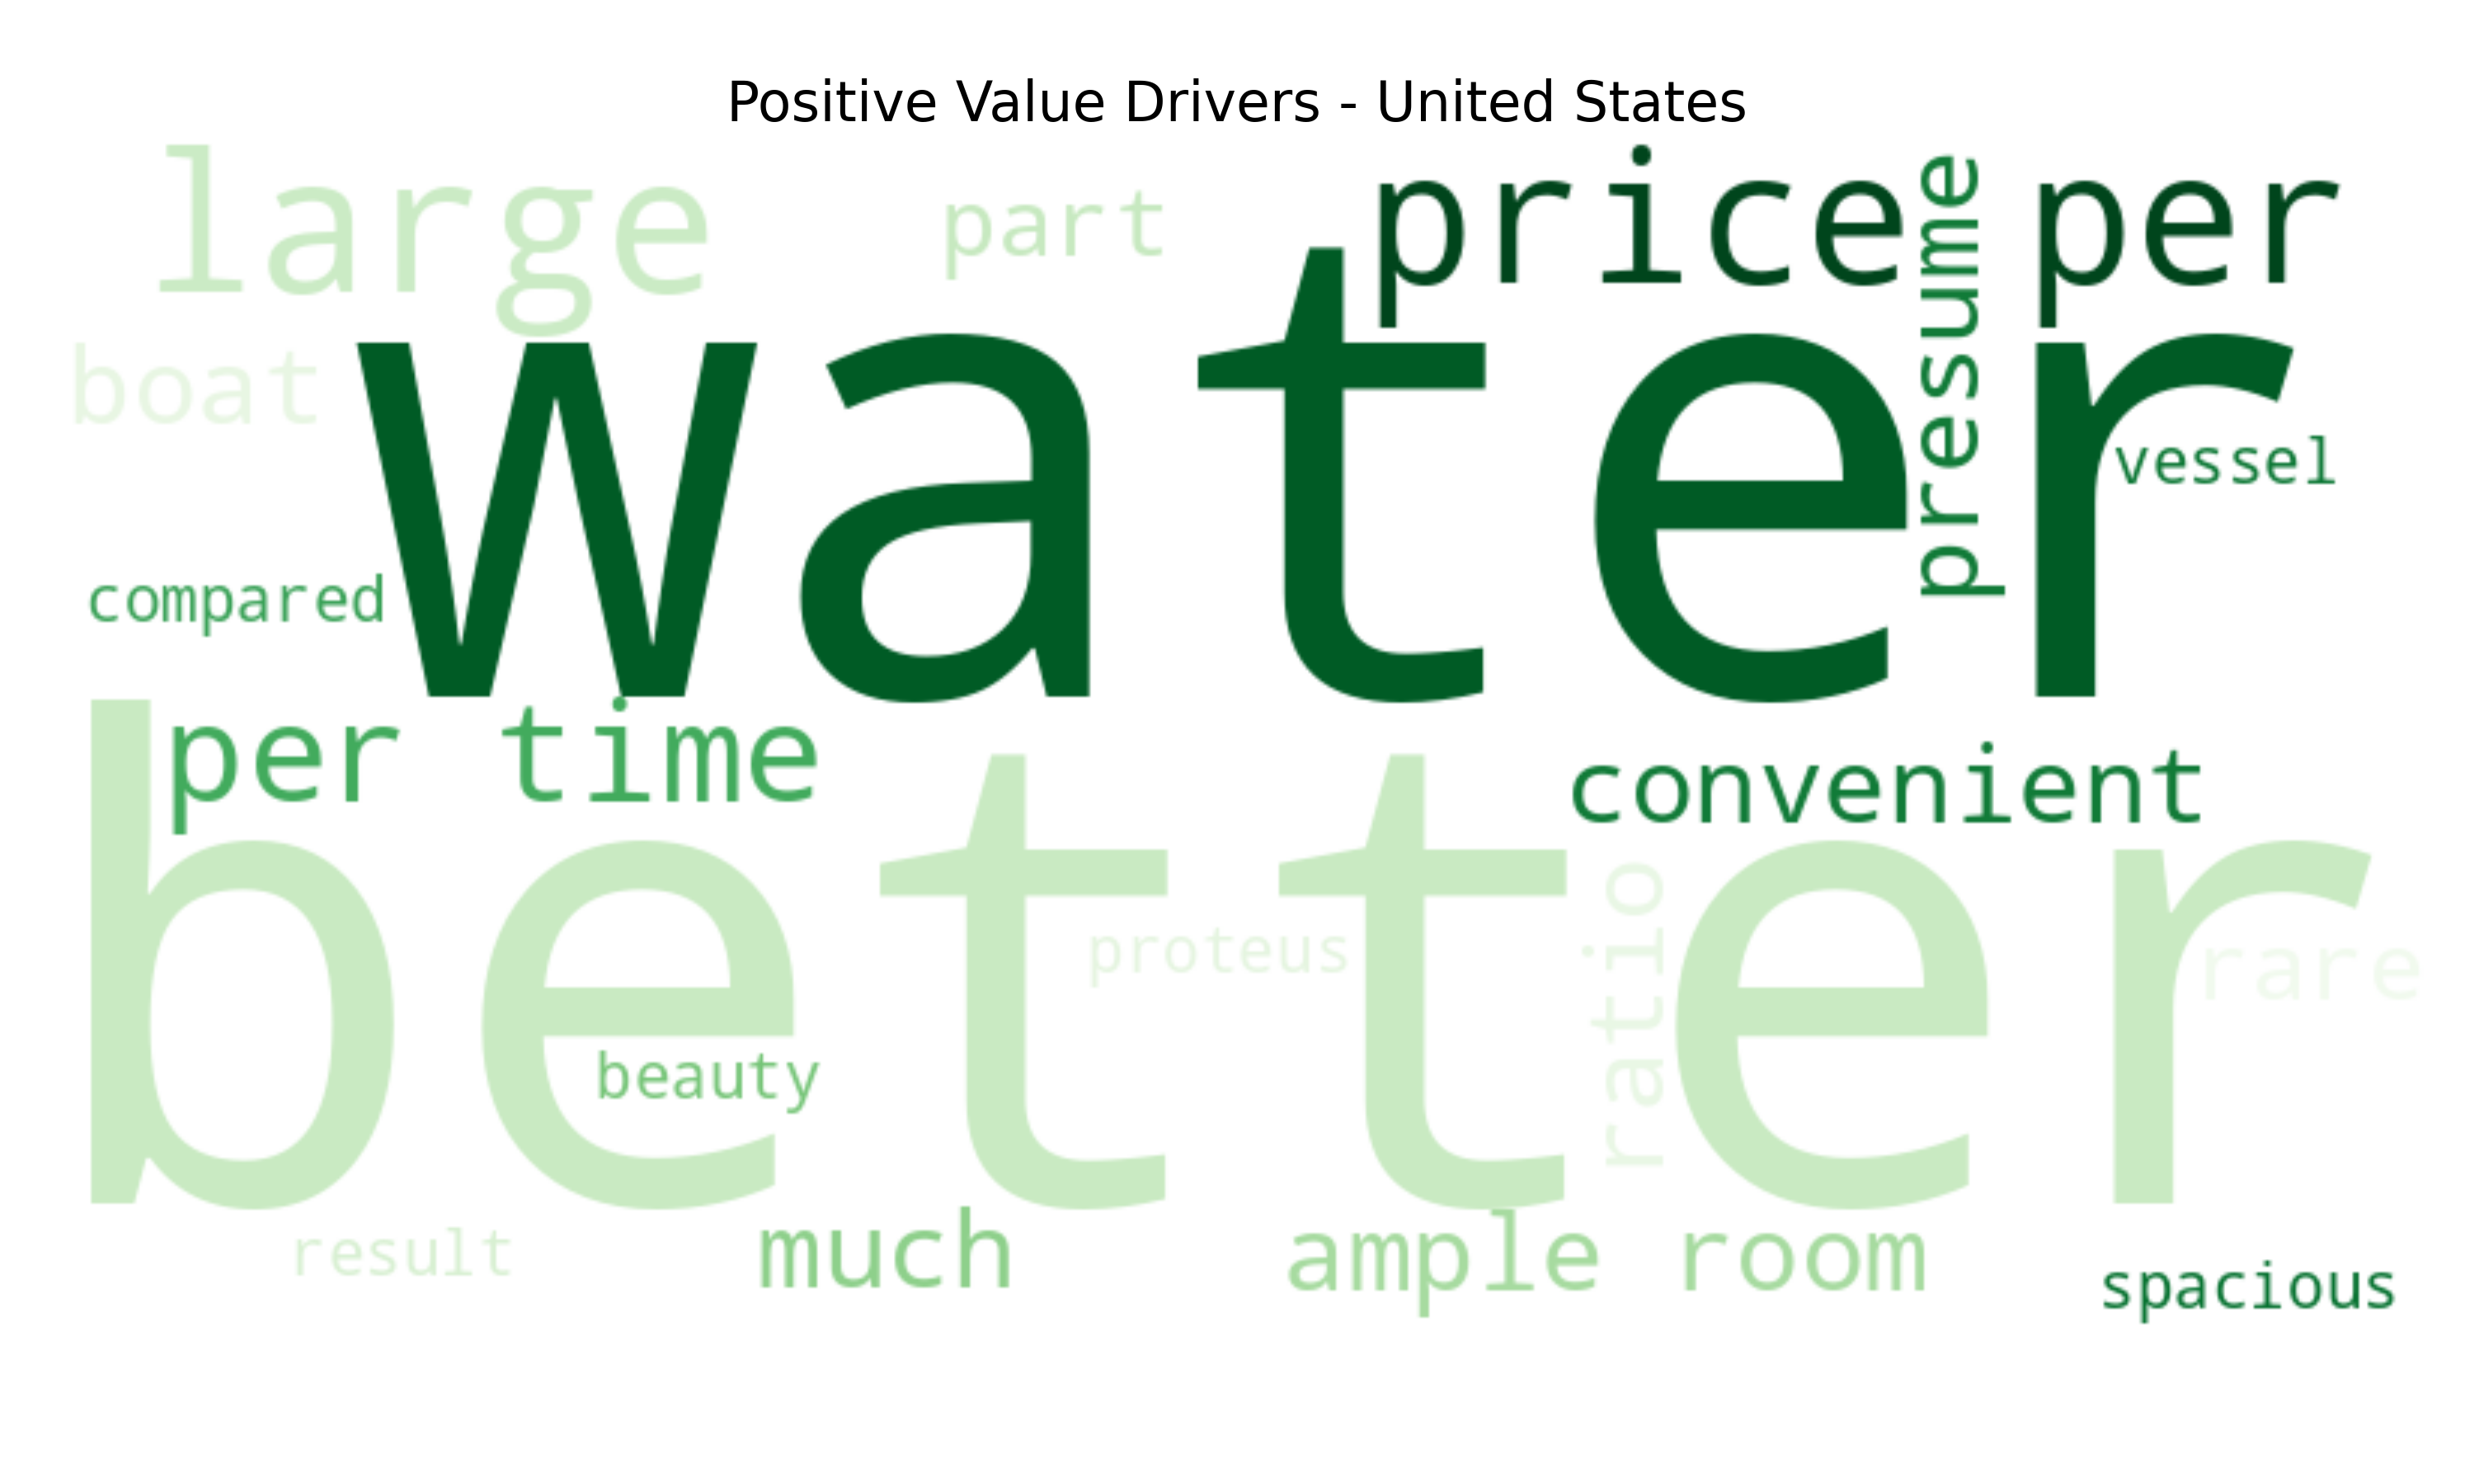 Positive Value Drivers - United States
large
part
price per
presume
boat
water
vessel
compared
per time
convenient
better
ratio
proteus
rare
beauty
result
much
ample room
spacious